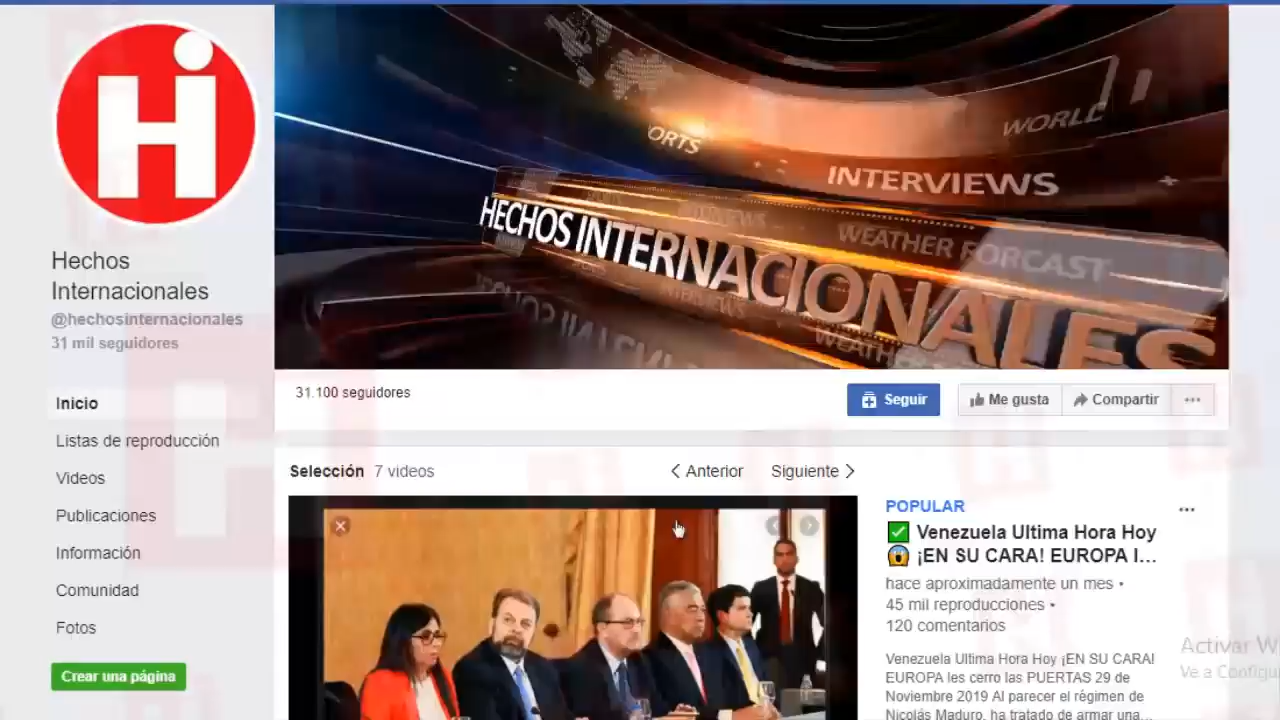 Hi
ORTS
WORLD
INTERVIEWS
WEATHER FORCAST
HECHOS INTERNACIONALES
Hechos
Internacionales
@hechosinternacionales
31 mil seguidores
31.100 seguidores
Seguir
Me gusta
Compartir
Inicio
Listas de reproducción
Videos
Publicaciones
Información
Comunidad
Fotos
Crear una página
Selección 7 videos
Anterior
Siguiente
POPULAR
Venezuela Ultima Hora Hoy
¡EN SU CARA! EUROPA l…
hace aproximadamente un mes •
45 mil reproducciones •
120 comentarios
Venezuela Ultima Hora Hoy ¡EN SU CARA!
EUROPA les cerro las PUERTAS 29 de
Noviembre 2019 Al parecer el régimen de
Nicolás Maduro, ha tratado de armar una…
Activar W
Ve a Configu